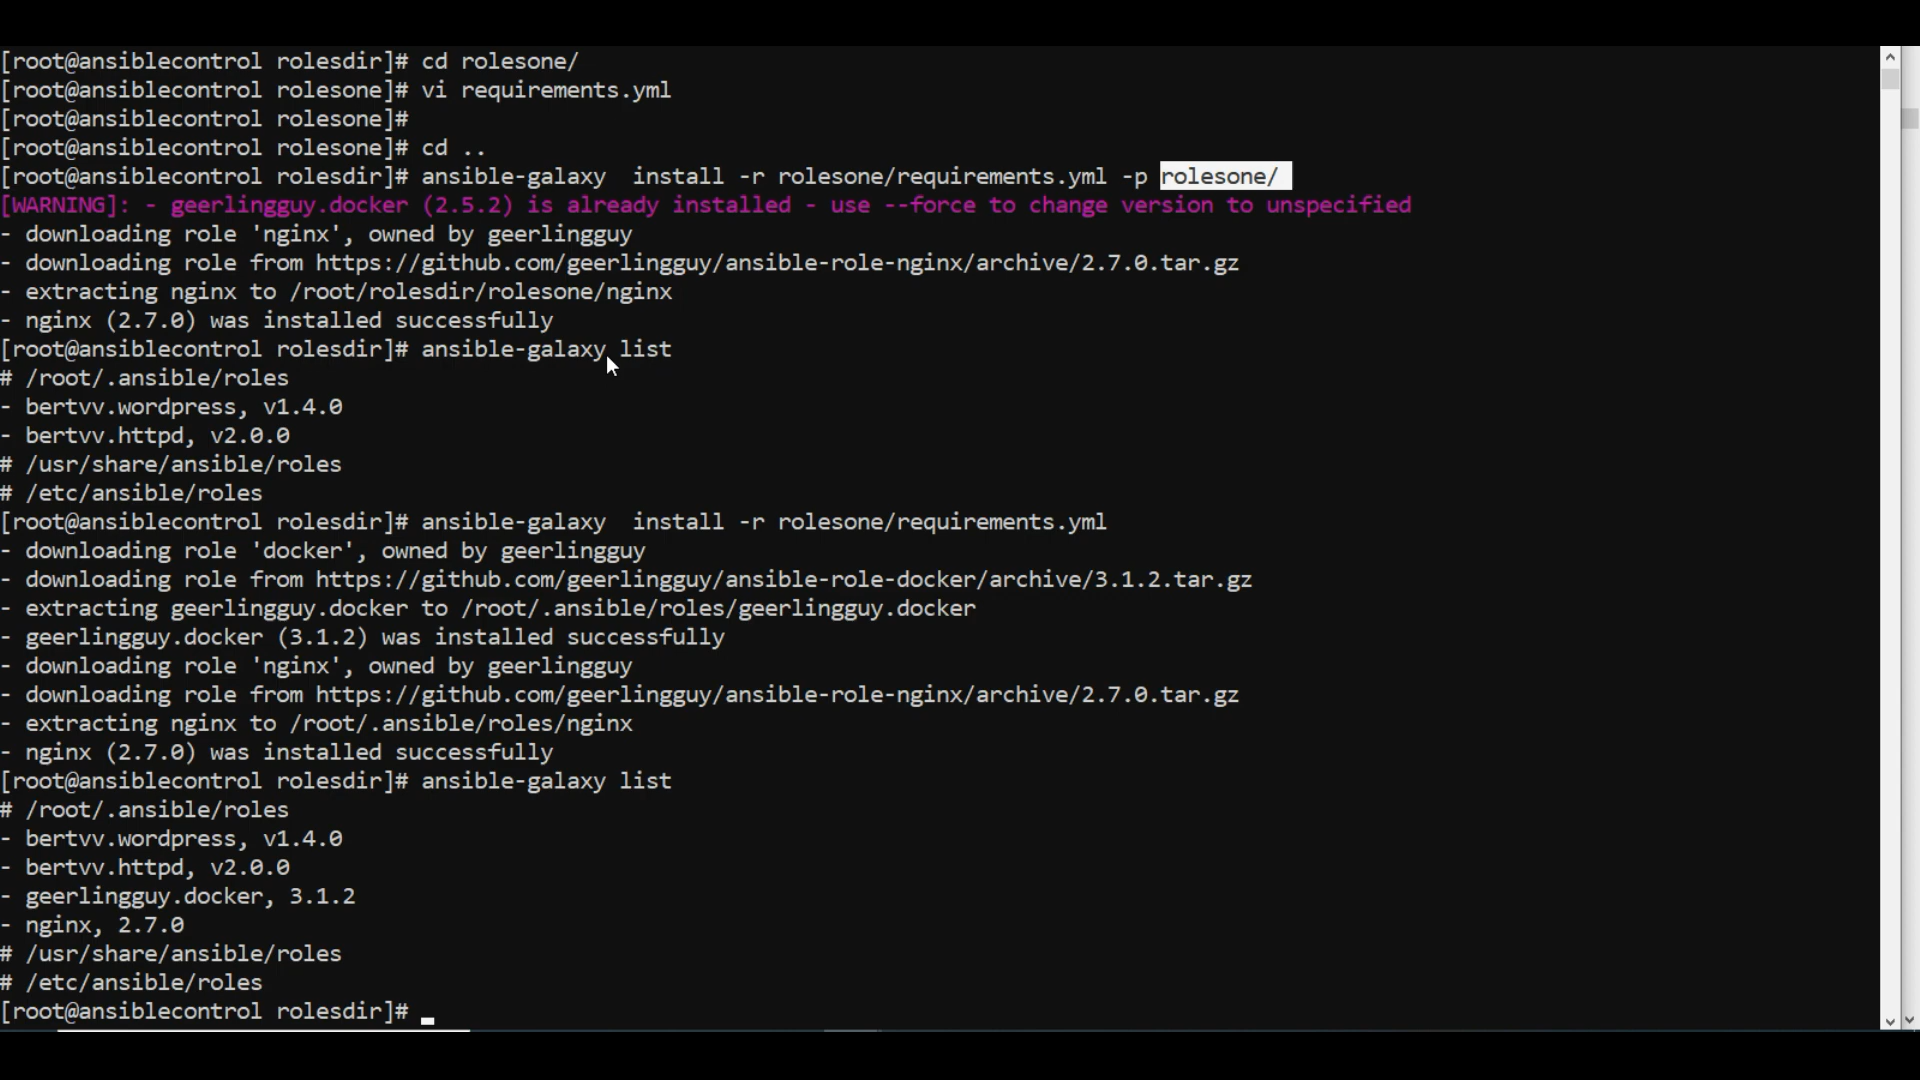 [root@ansiblecontrol rolesdir]# cd rolesone/
[root@ansiblecontrol rolesone]# vi requirements.yml
[root@ansiblecontrol rolesone]#
[root@ansiblecontrol rolesone]# cd ..
[root@ansiblecontrol rolesdir]# ansible-galaxy  install -r rolesone/requirements.yml -p rolesone/
[WARNING]: - geerlingguy.docker (2.5.2) is already installed - use --force to change version to unspecified
- downloading role 'nginx', owned by geerlingguy
- downloading role from https://github.com/geerlingguy/ansible-role-nginx/archive/2.7.0.tar.gz
- extracting nginx to /root/rolesdir/rolesone/nginx
- nginx (2.7.0) was installed successfully
[root@ansiblecontrol rolesdir]# ansible-galaxy list
# /root/.ansible/roles
- bertvv.wordpress, v1.4.0
- bertvv.httpd, v2.0.0
# /usr/share/ansible/roles
# /etc/ansible/roles
[root@ansiblecontrol rolesdir]# ansible-galaxy  install -r rolesone/requirements.yml
- downloading role 'docker', owned by geerlingguy
- downloading role from https://github.com/geerlingguy/ansible-role-docker/archive/3.1.2.tar.gz
- extracting geerlingguy.docker to /root/.ansible/roles/geerlingguy.docker
- geerlingguy.docker (3.1.2) was installed successfully
- downloading role 'nginx', owned by geerlingguy
- downloading role from https://github.com/geerlingguy/ansible-role-nginx/archive/2.7.0.tar.gz
- extracting nginx to /root/.ansible/roles/nginx
- nginx (2.7.0) was installed successfully
[root@ansiblecontrol rolesdir]# ansible-galaxy list
# /root/.ansible/roles
- bertvv.wordpress, v1.4.0
- bertvv.httpd, v2.0.0
- geerlingguy.docker, 3.1.2
- nginx, 2.7.0
# /usr/share/ansible/roles
# /etc/ansible/roles
[root@ansiblecontrol rolesdir]#